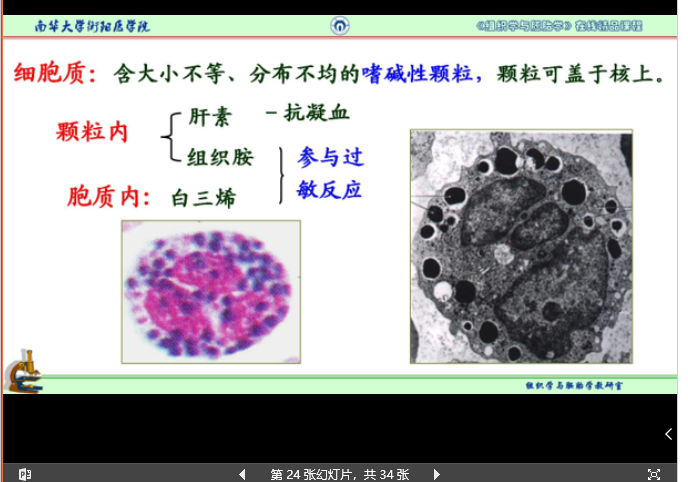 南华大学衡阳医学院
《组织学与胚胎学》在线精品课程
细胞质：含大小不等、分布不均的嗜碱性颗粒，颗粒可盖于核上。
颗粒内
肝素 －抗凝血
组织胺
参与过
敏反应
胞质内：白三烯
组织学与胚胎学教研室
第 24 张幻灯片，共 34 张